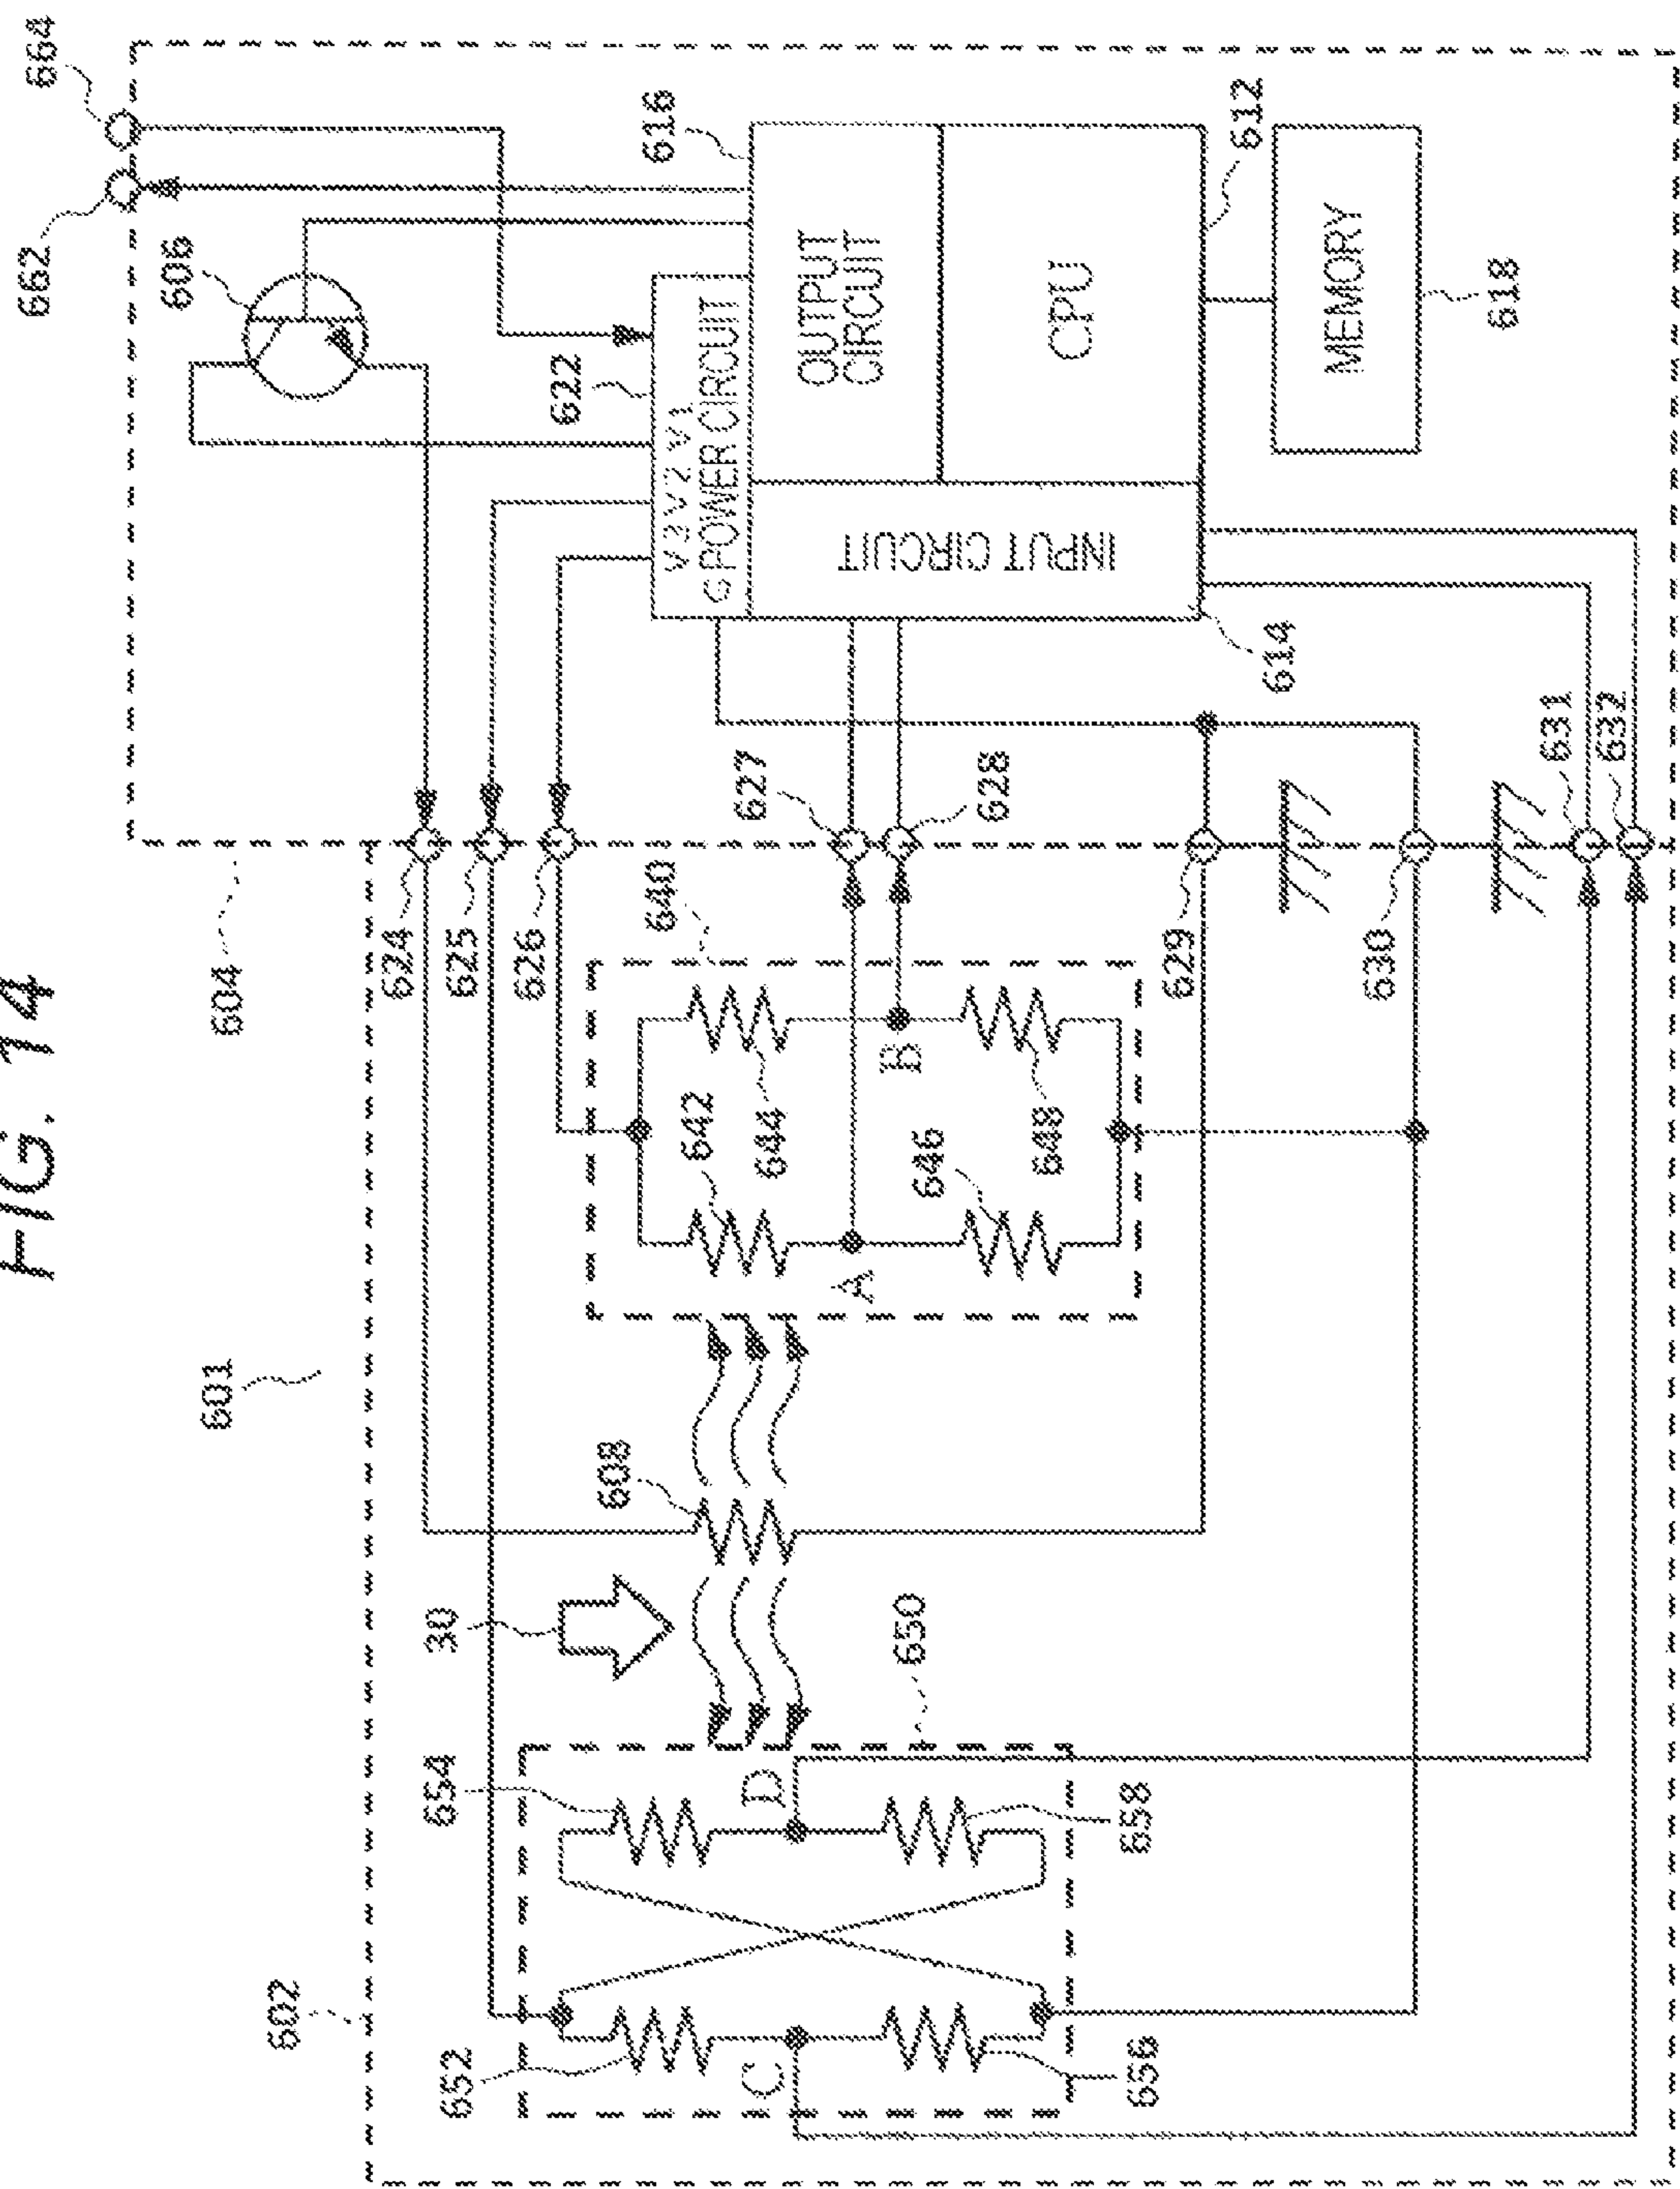 FIG. 14
664
662
606
616
612
622
V3 V2 V1
G POWER CIRCUIT
OUTPUT
CIRCUIT
CPU
MEMORY
618
INPUT CIRCUIT
614
604
624
625
626
627
628
640
629
630
631
632
601
642
644
B
646
648
A
608
30
650
602
654
D
658
652
C
656